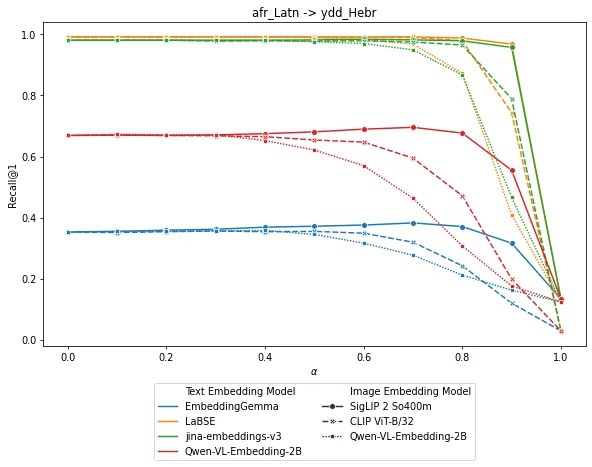 afr_Latn -> ydd_Hebr
Recall@1
1.0
0.8
0.6
0.4
0.2
0.0
0.0 0.2 0.4 0.6 0.8 1.0
α
Text Embedding Model Image Embedding Model
EmbeddingGemma SigLIP 2 So400m
LaBSE CLIP ViT-B/32
jina-embeddings-v3 Qwen-VL-Embedding-2B
Qwen-VL-Embedding-2B